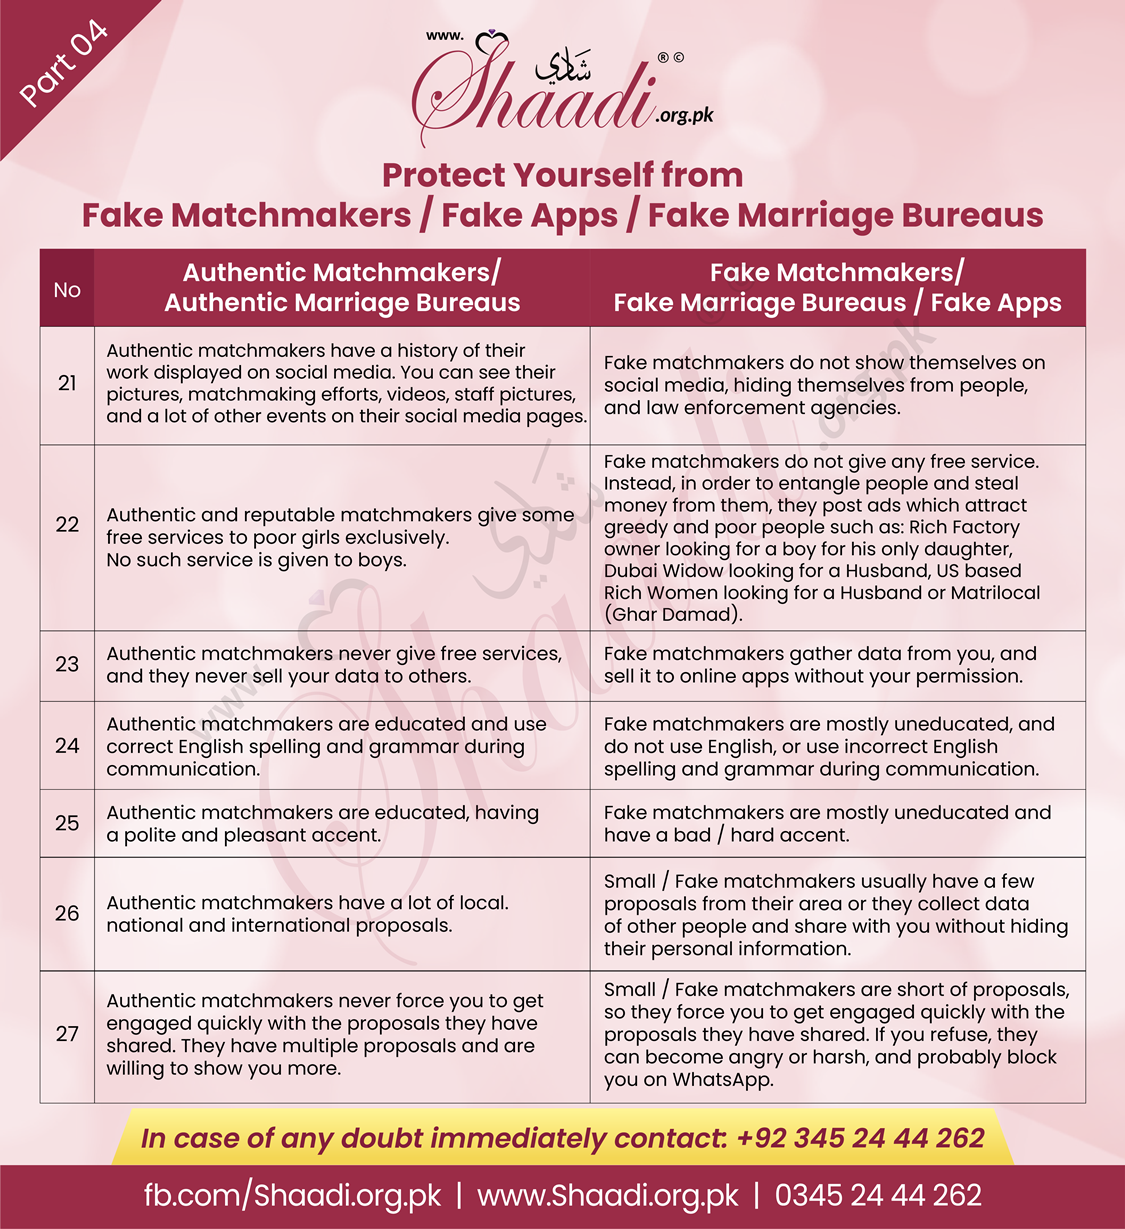 Part 04
www.
شادي
Shaadi
® ©
.org.pk
Protect Yourself from
Fake Matchmakers / Fake Apps / Fake Marriage Bureaus
No
Authentic Matchmakers/
Authentic Marriage Bureaus
Fake Matchmakers/
Fake Marriage Bureaus / Fake Apps
21
Authentic matchmakers have a history of their
work displayed on social media. You can see their
pictures, matchmaking efforts, videos, staff pictures,
and a lot of other events on their social media pages.
Fake matchmakers do not show themselves on
social media, hiding themselves from people,
and law enforcement agencies.
22
Authentic and reputable matchmakers give some
free services to poor girls exclusively.
No such service is given to boys.
Fake matchmakers do not give any free service.
Instead, in order to entangle people and steal
money from them, they post ads which attract
greedy and poor people such as: Rich Factory
owner looking for a boy for his only daughter,
Dubai Widow looking for a Husband, US based
Rich Women looking for a Husband or Matrilocal
(Ghar Damad).
23
Authentic matchmakers never give free services,
and they never sell your data to others.
Fake matchmakers gather data from you, and
sell it to online apps without your permission.
24
Authentic matchmakers are educated and use
correct English spelling and grammar during
communication.
Fake matchmakers are mostly uneducated, and
do not use English, or use incorrect English
spelling and grammar during communication.
25
Authentic matchmakers are educated, having
a polite and pleasant accent.
Fake matchmakers are mostly uneducated and
have a bad / hard accent.
26
Authentic matchmakers have a lot of local.
national and international proposals.
Small / Fake matchmakers usually have a few
proposals from their area or they collect data
of other people and share with you without hiding
their personal information.
27
Authentic matchmakers never force you to get
engaged quickly with the proposals they have
shared. They have multiple proposals and are
willing to show you more.
Small / Fake matchmakers are short of proposals,
so they force you to get engaged quickly with the
proposals they have shared. If you refuse, they
can become angry or harsh, and probably block
you on WhatsApp.
www.
شادي
Shaadi
.org.pk
In case of any doubt immediately contact: +92 345 24 44 262
fb.com/Shaadi.org.pk | www.Shaadi.org.pk | 0345 24 44 262